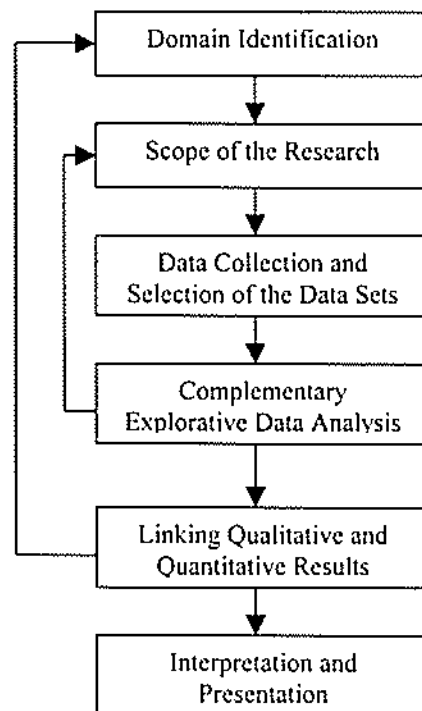 Domain Identification
Scope of the Research
Data Collection and
Selection of the Data Sets
Complementary
Explorative Data Analysis
Linking Qualitative and
Quantitative Results
Interpretation and
Presentation